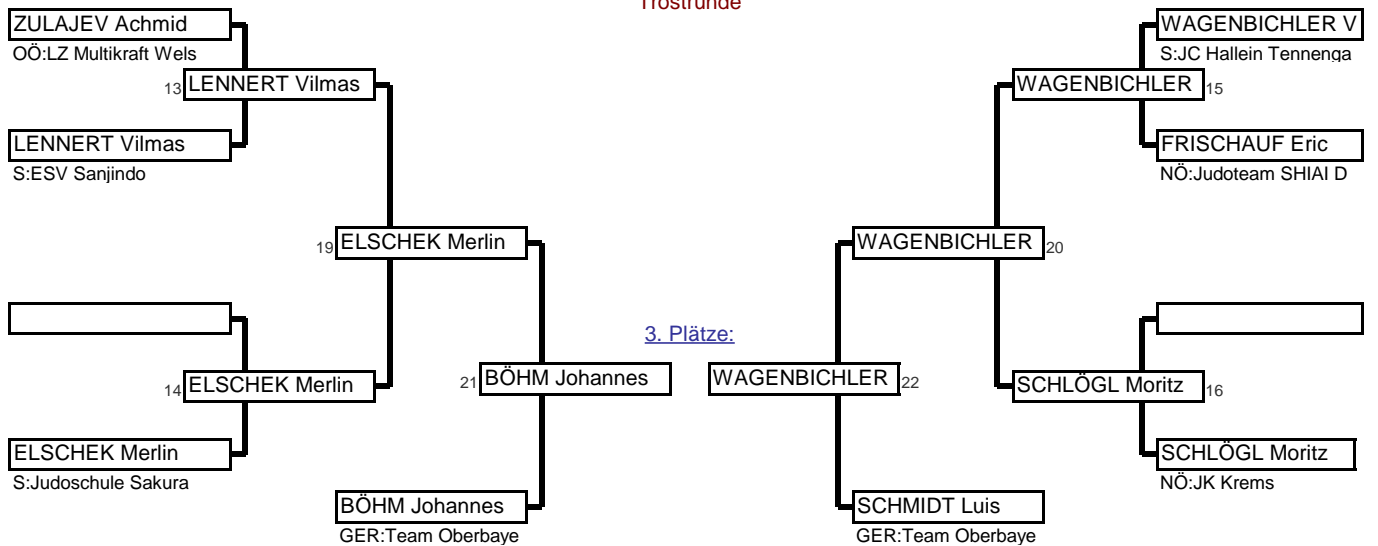 Trostrunde
ZULAJEV Achmid
OÖ:LZ Multikraft Wels
13 LENNERT Vilmas
LENNERT Vilmas
S:ESV Sanjindo
19 ELSCHEK Merlin
14 ELSCHEK Merlin
ELSCHEK Merlin
S:Judoschule Sakura
21 BÖHM Johannes
BÖHM Johannes
GER:Team Oberbaye
3. Plätze:
WAGENBICHLER V
S:JC Hallein Tennenga
WAGENBICHLER 15
FRISCHAUF Eric
NÖ:Judoteam SHIAI D
WAGENBICHLER 20
WAGENBICHLER 22
SCHLÖGL Moritz 16
SCHLÖGL Moritz
NÖ:JK Krems
SCHMIDT Luis
GER:Team Oberbaye